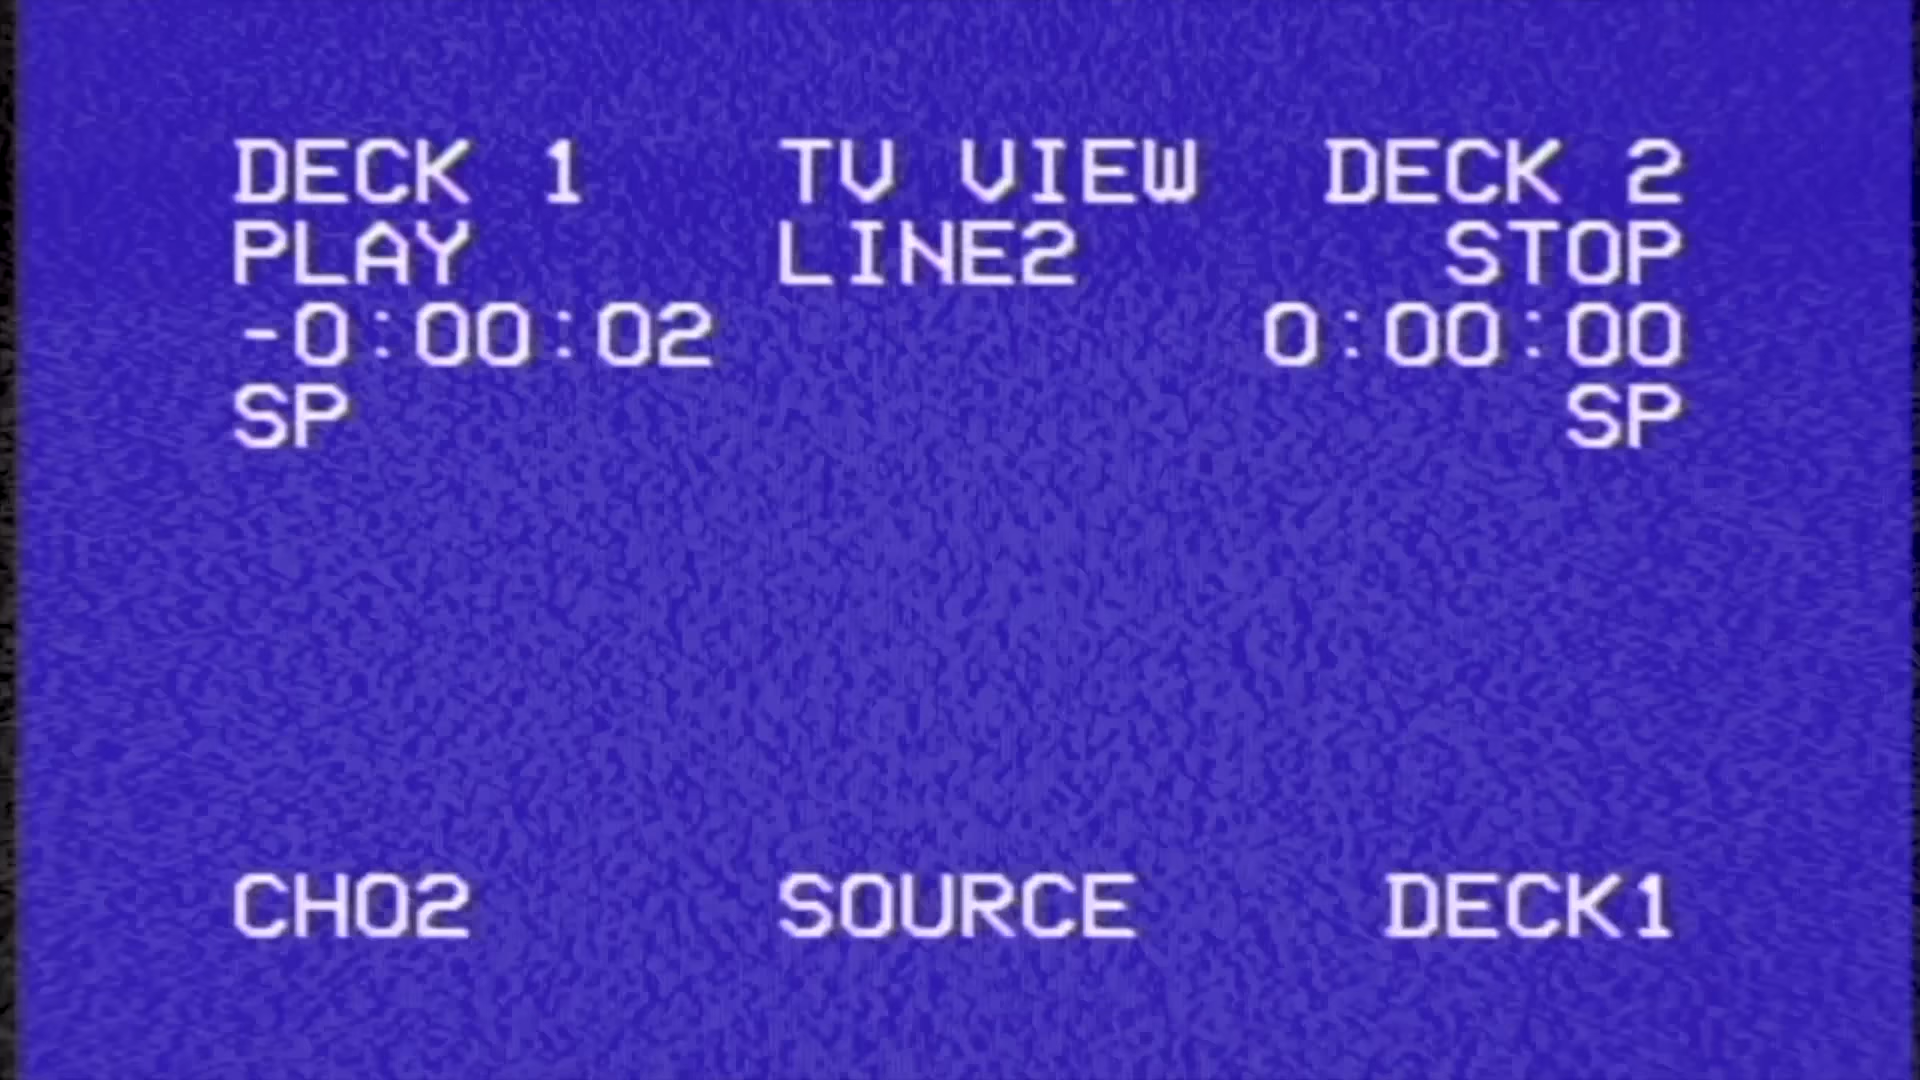 DECK 1 TV VIEW DECK 2
PLAY LINE2 STOP
-0:00:02 0:00:00
SP SP
CH02 SOURCE DECK1